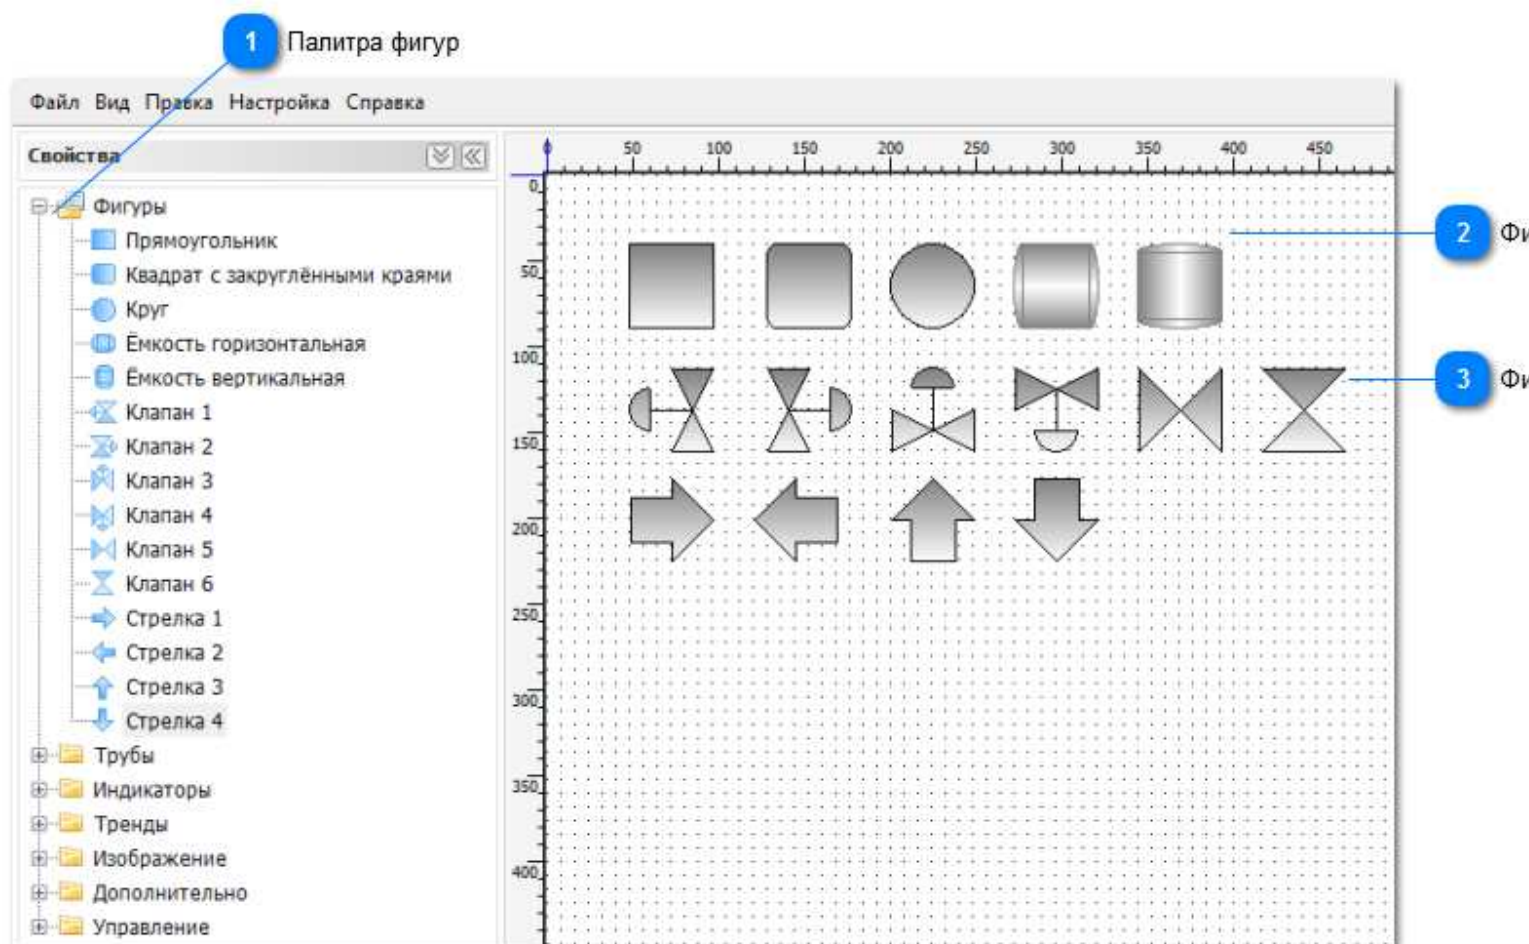 1 Палитра фигур
Файл Вид Правка Настройка Справка
Свойства
50 100 150 200 250 300 350 400 450
0
Фигуры
2 Фи
Прямоугольник
50
Квадрат с закруглёнными краями
Круг
Ёмкость горизонтальная
100
Ёмкость вертикальная
3 Фи
Клапан 1
Клапан 2
150
Клапан 3
Клапан 4
200
Клапан 5
Клапан 6
Стрелка 1
250
Стрелка 2
Стрелка 3
300
Стрелка 4
Трубы
Индикаторы
350
Тренды
Изображение
400
Дополнительно
Управление